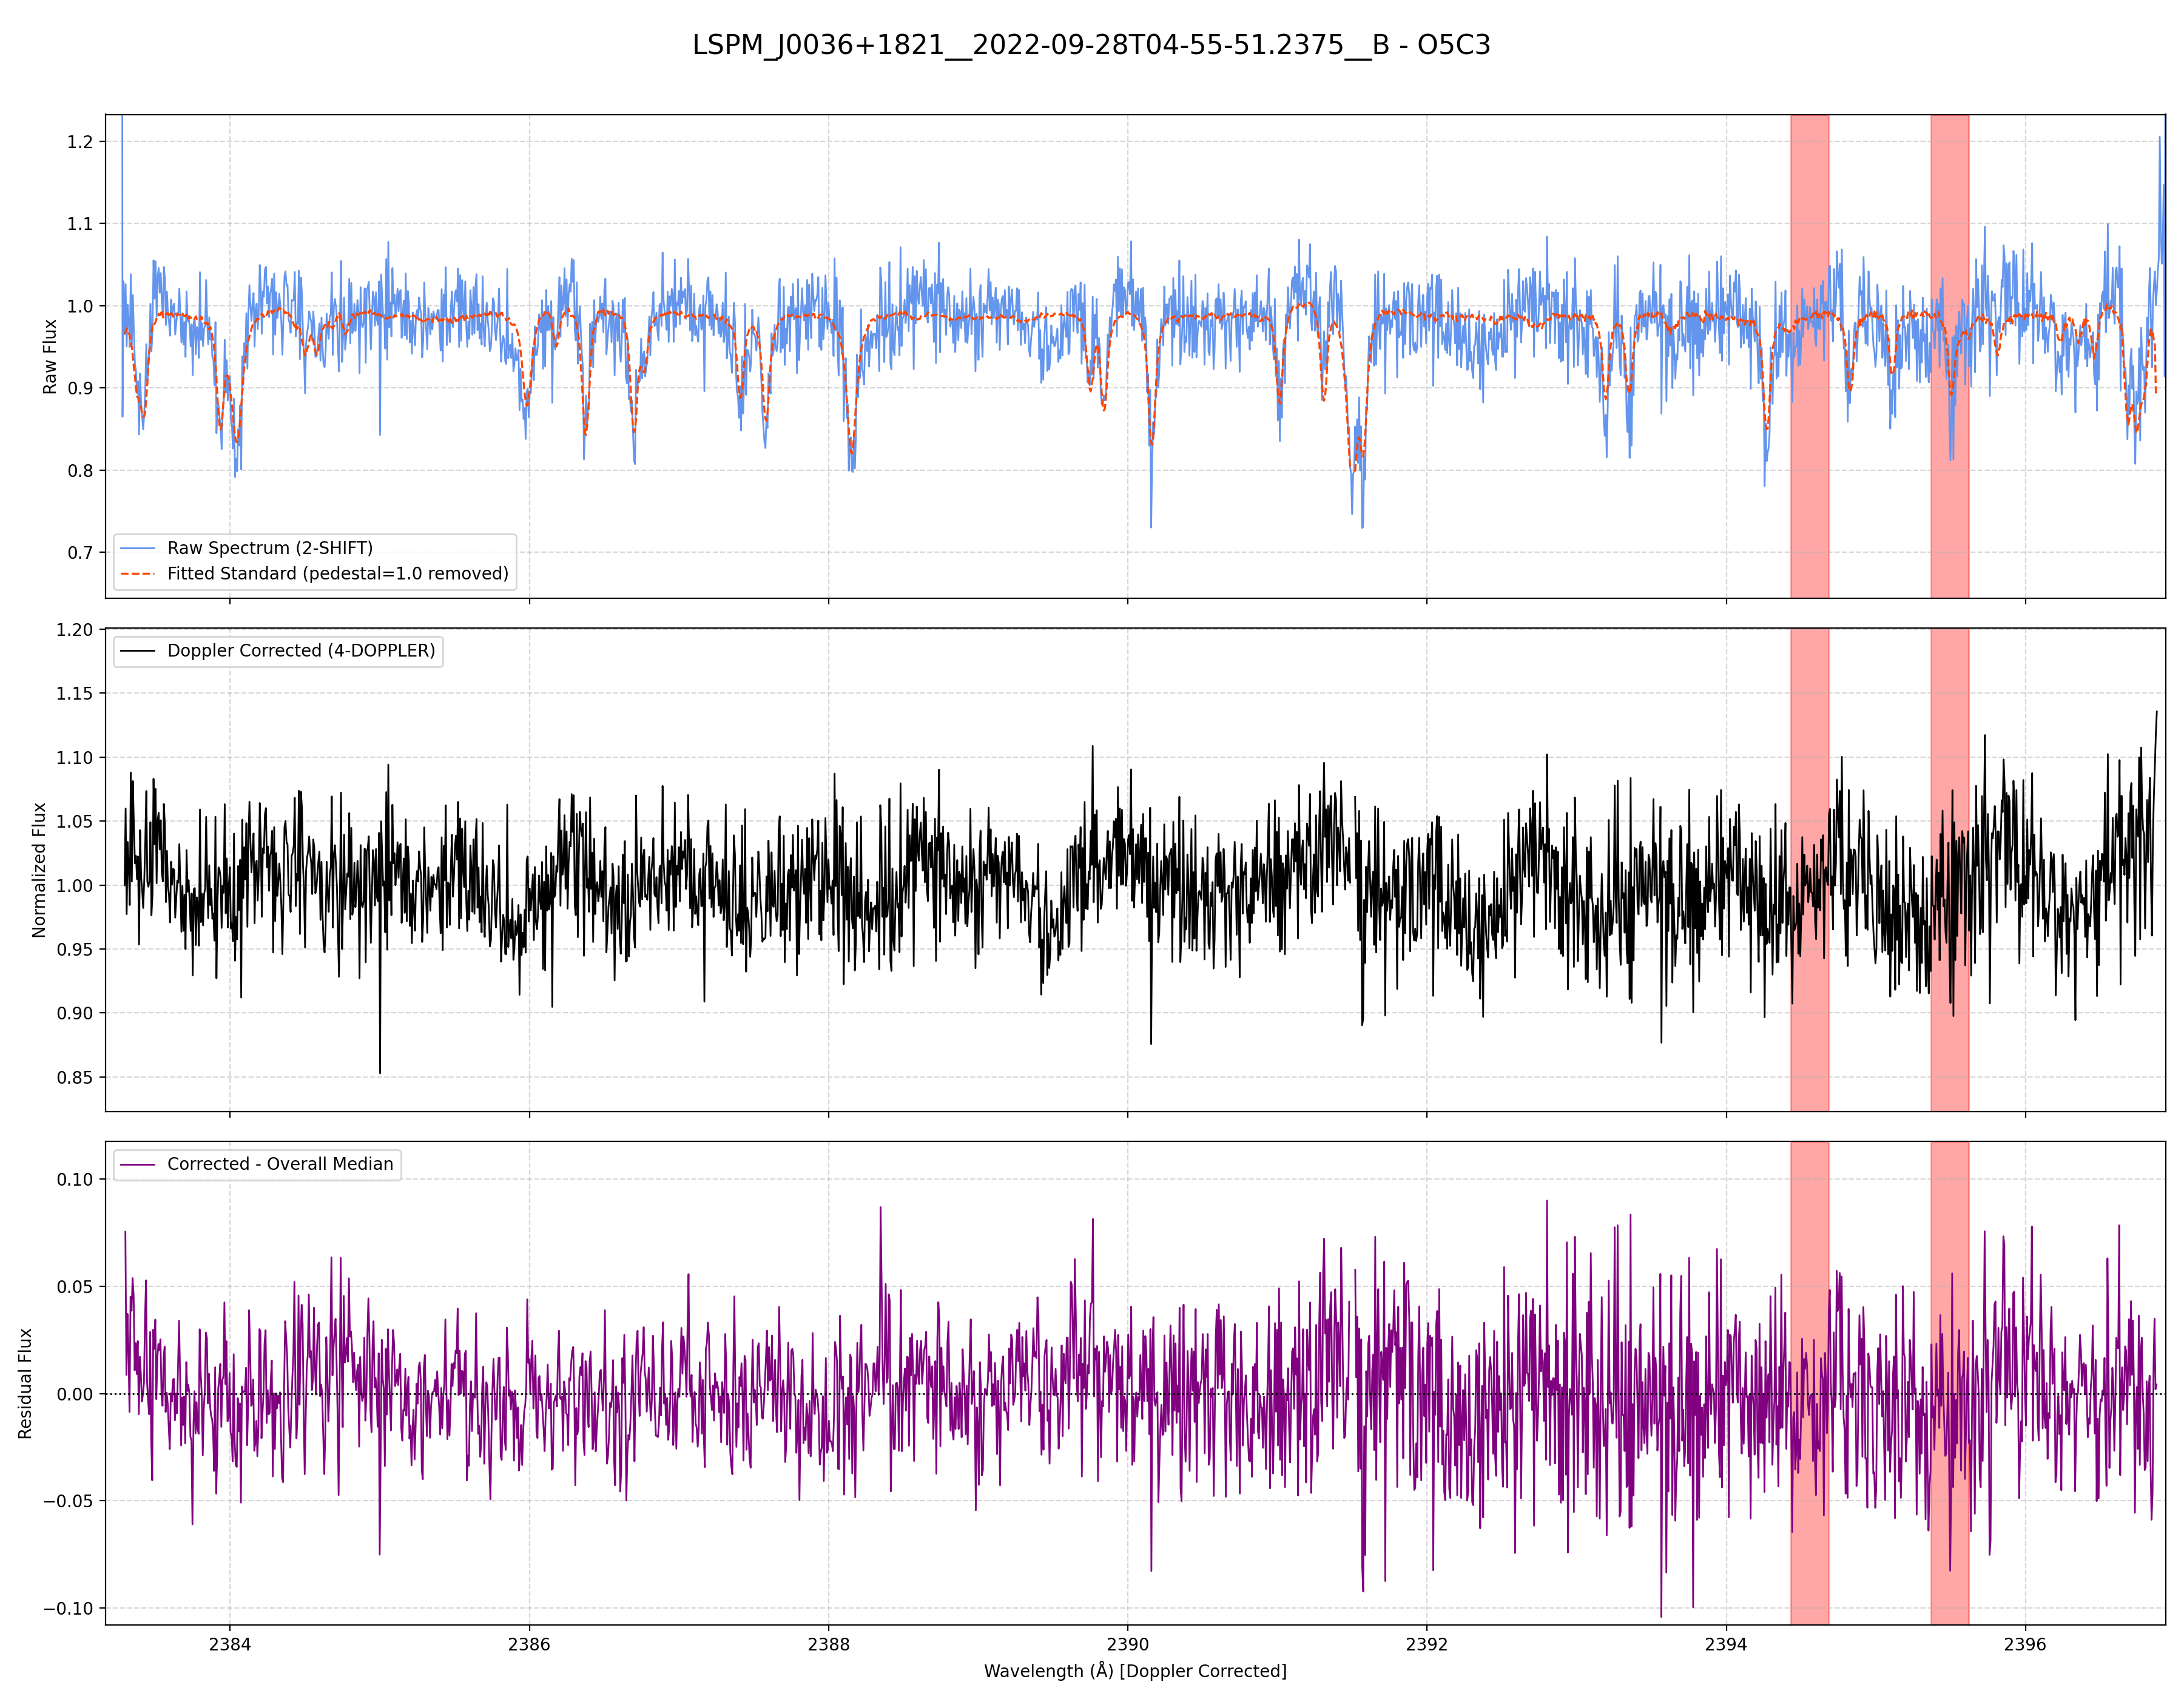 LSPM_J0036+1821__2022-09-28T04-55-51.2375__B - O5C3
1.2
1.1
1.0
0.9
0.8
0.7
Raw Flux
Raw Spectrum (2-SHIFT)
Fitted Standard (pedestal=1.0 removed)
1.20
1.15
1.10
1.05
1.00
0.95
0.90
0.85
Normalized Flux
Doppler Corrected (4-DOPPLER)
0.10
0.05
0.00
−0.05
−0.10
Residual Flux
Corrected - Overall Median
2384 2386 2388 2390 2392 2394 2396
Wavelength (Å) [Doppler Corrected]